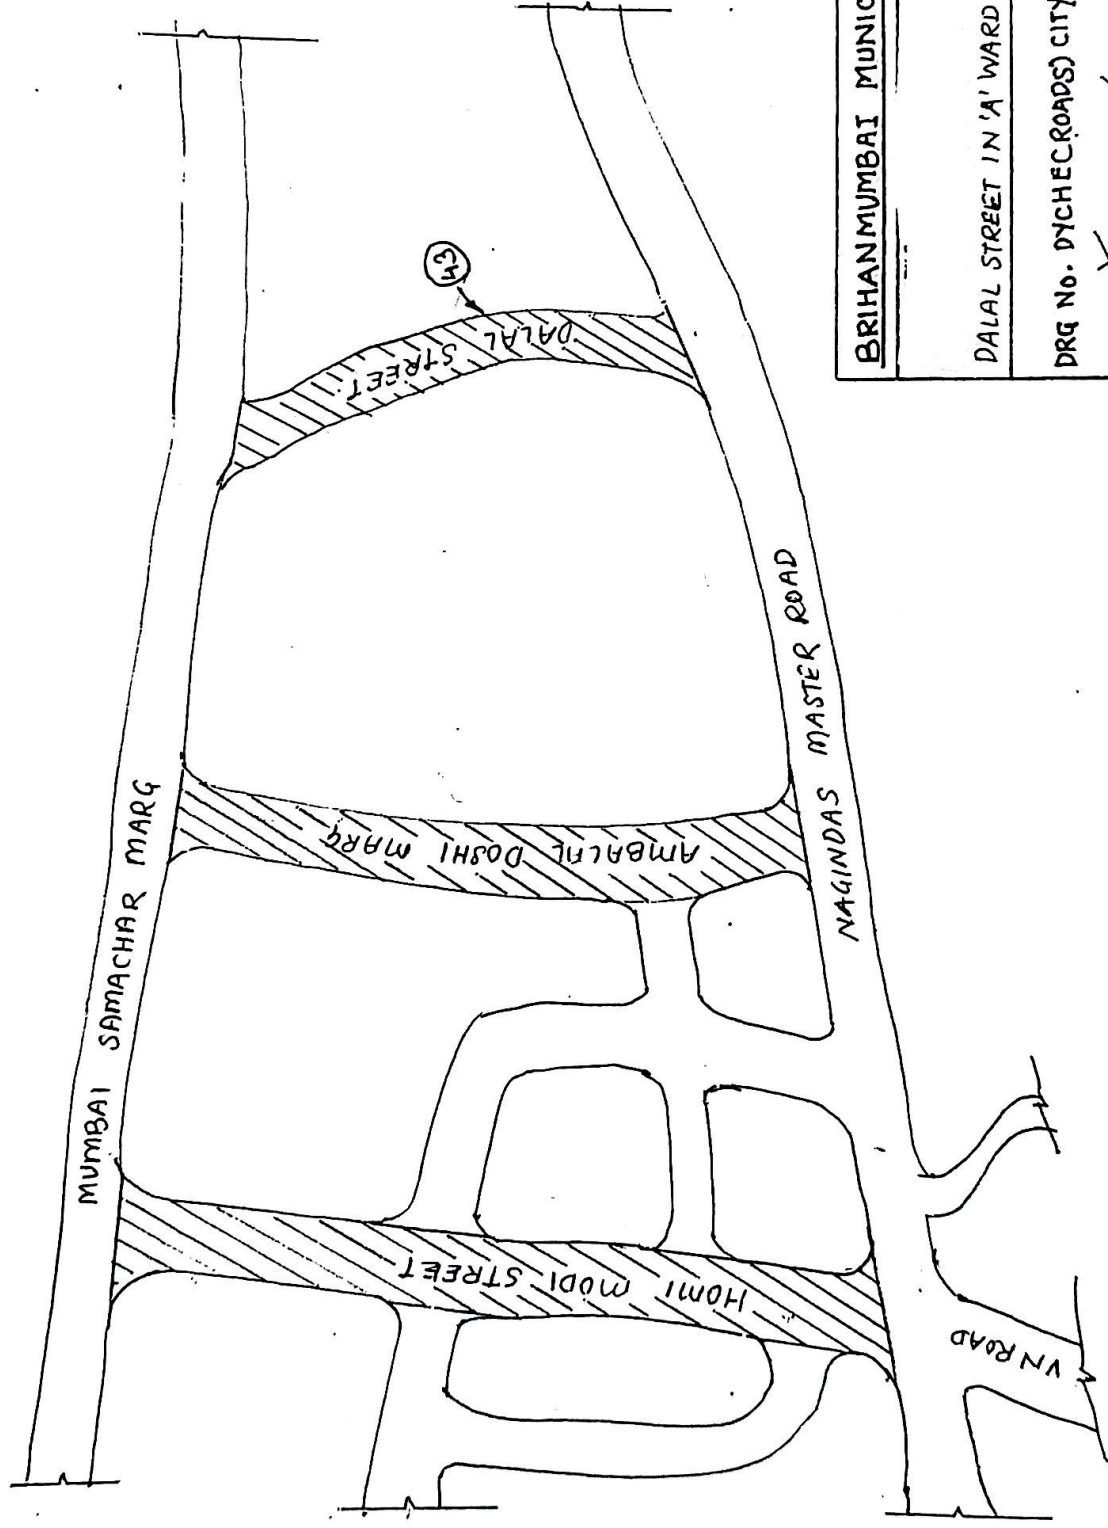 MUMBAI SAMACHAR MARG
DALAL STREET
43
AMBALAL DOSHI MARG
HOMI MODI STREET
NAGINDAS MASTER ROAD
VN ROAD
BRIHANMUMBAI MUNIC
DALAL STREET IN 'A' WARD
DRG No. DYCHEC(ROADS) CITY